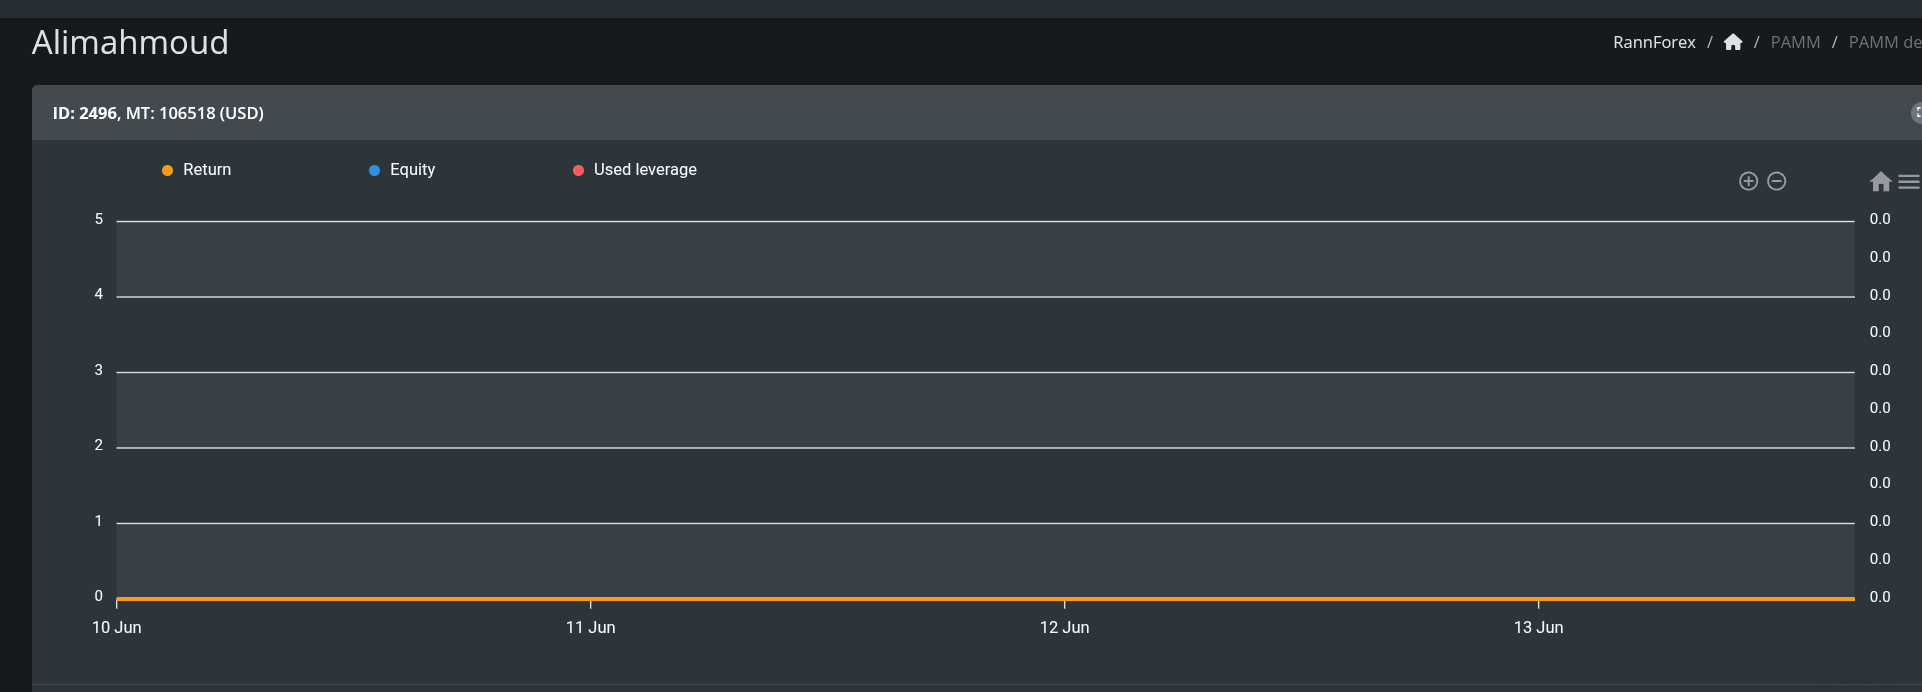 Alimahmoud
RannForex / / PAMM / PAMM de
ID: 2496, MT: 106518 (USD)
Return Equity Used leverage
5 0.0
0.0
4 0.0
0.0
3 0.0
0.0
2 0.0
0.0
1 0.0
0.0
0 0.0
10 Jun 11 Jun 12 Jun 13 Jun